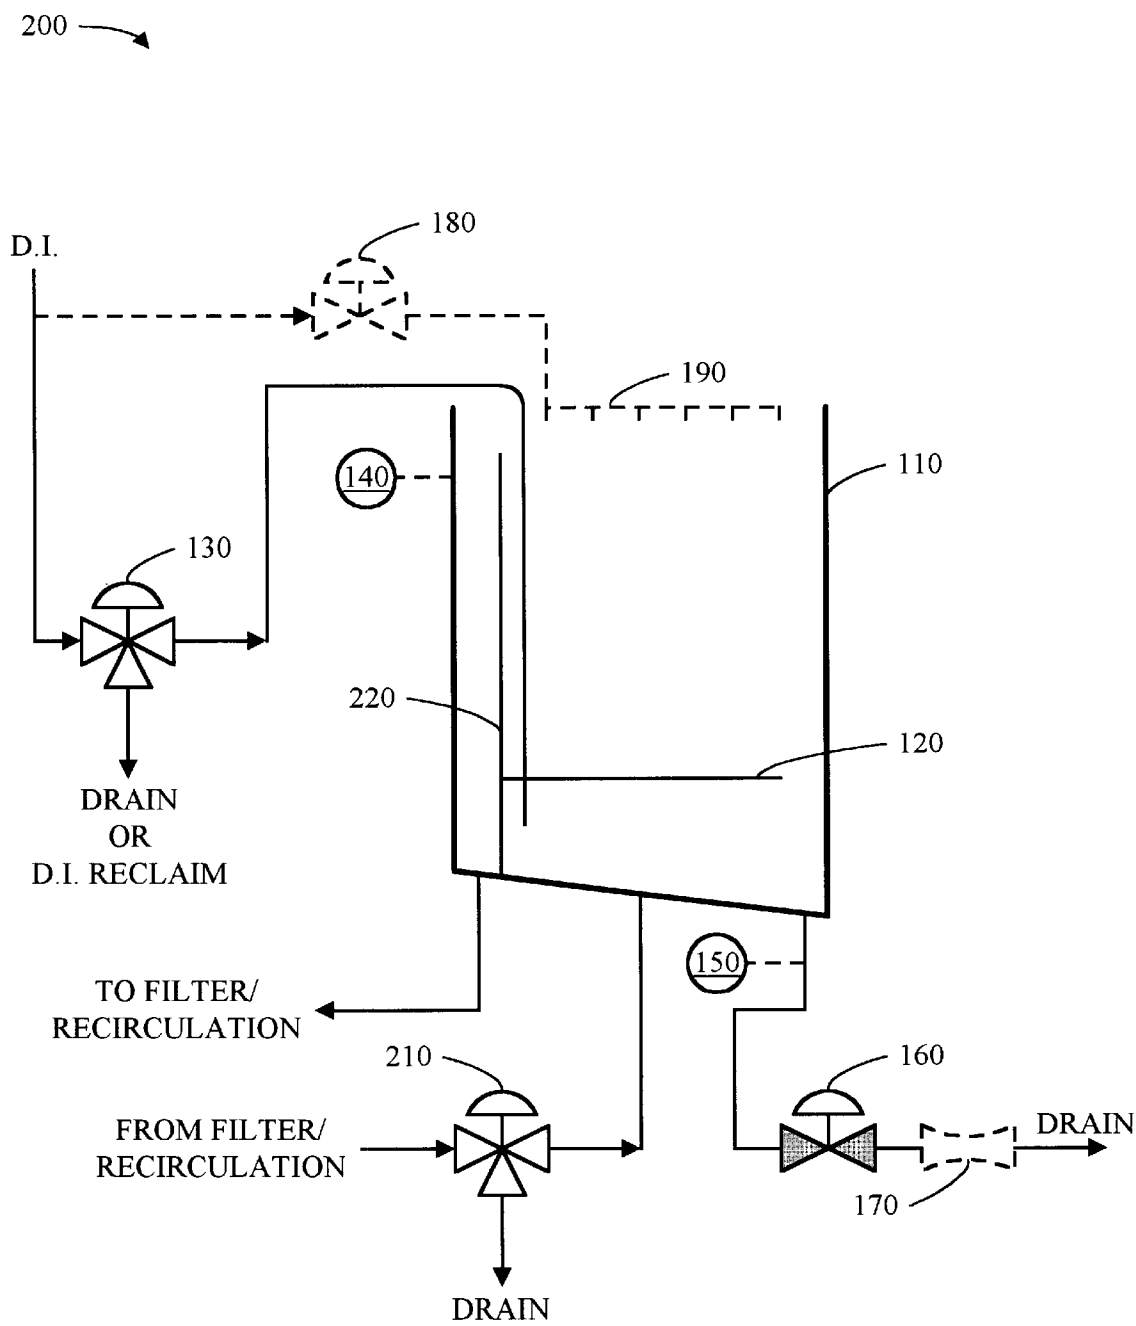 200
180
D.I.
190
140
110
130
220
120
DRAIN
OR
D.I. RECLAIM
150
TO FILTER/
RECIRCULATION
210
160
FROM FILTER/
RECIRCULATION
DRAIN
170
DRAIN